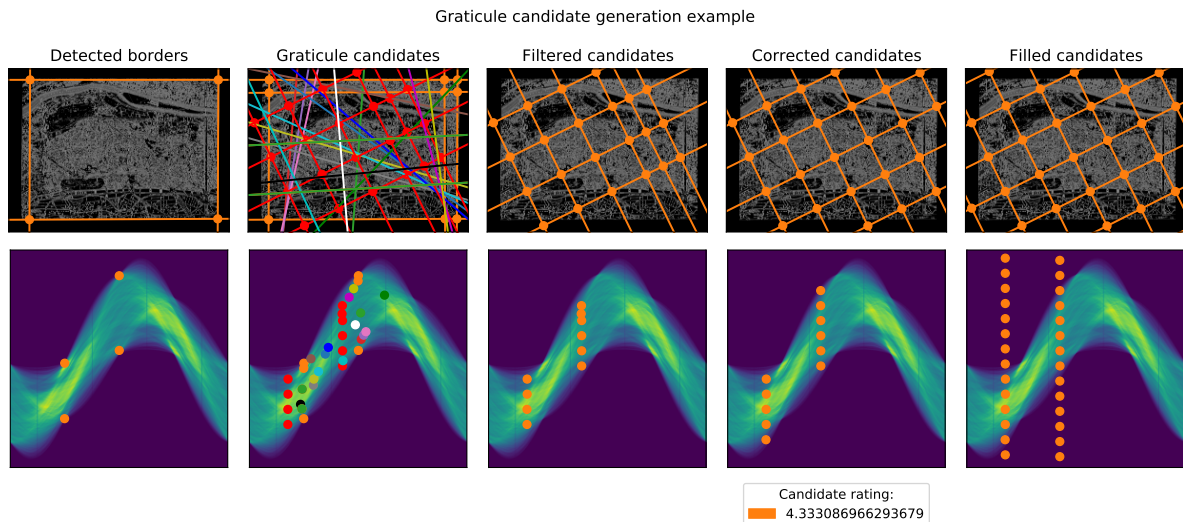 Graticule candidate generation example
Detected borders
Graticule candidates
Filtered candidates
Corrected candidates
Filled candidates
Candidate rating:
4.333086966293679